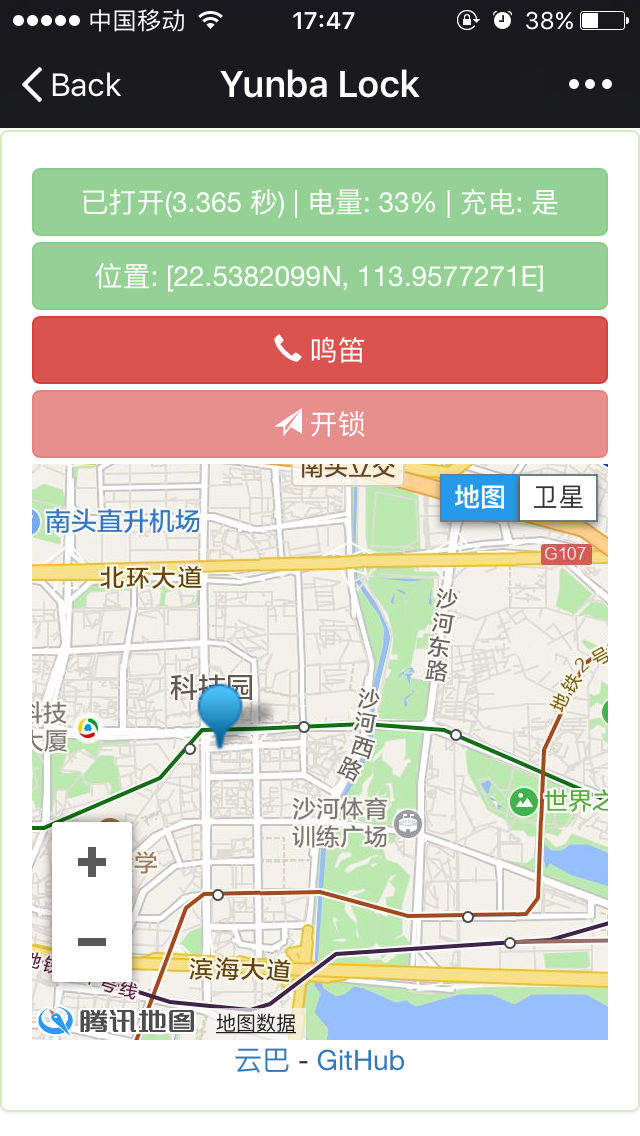 中国移动 17:47 38%
Back Yunba Lock
已打开(3.365 秒) | 电量: 33% | 充电: 是
位置: [22.5382099N, 113.9577271E]
鸣笛
开锁
南头立交
地图 卫星
南头直升机场
G107
北环大道
沙河东路
地铁2号
科技园
沙河西路
科技
大厦
世界之
沙河体育
训练广场
学
+
−
滨海大道
号线
腾讯地图 地图数据
云巴 - GitHub